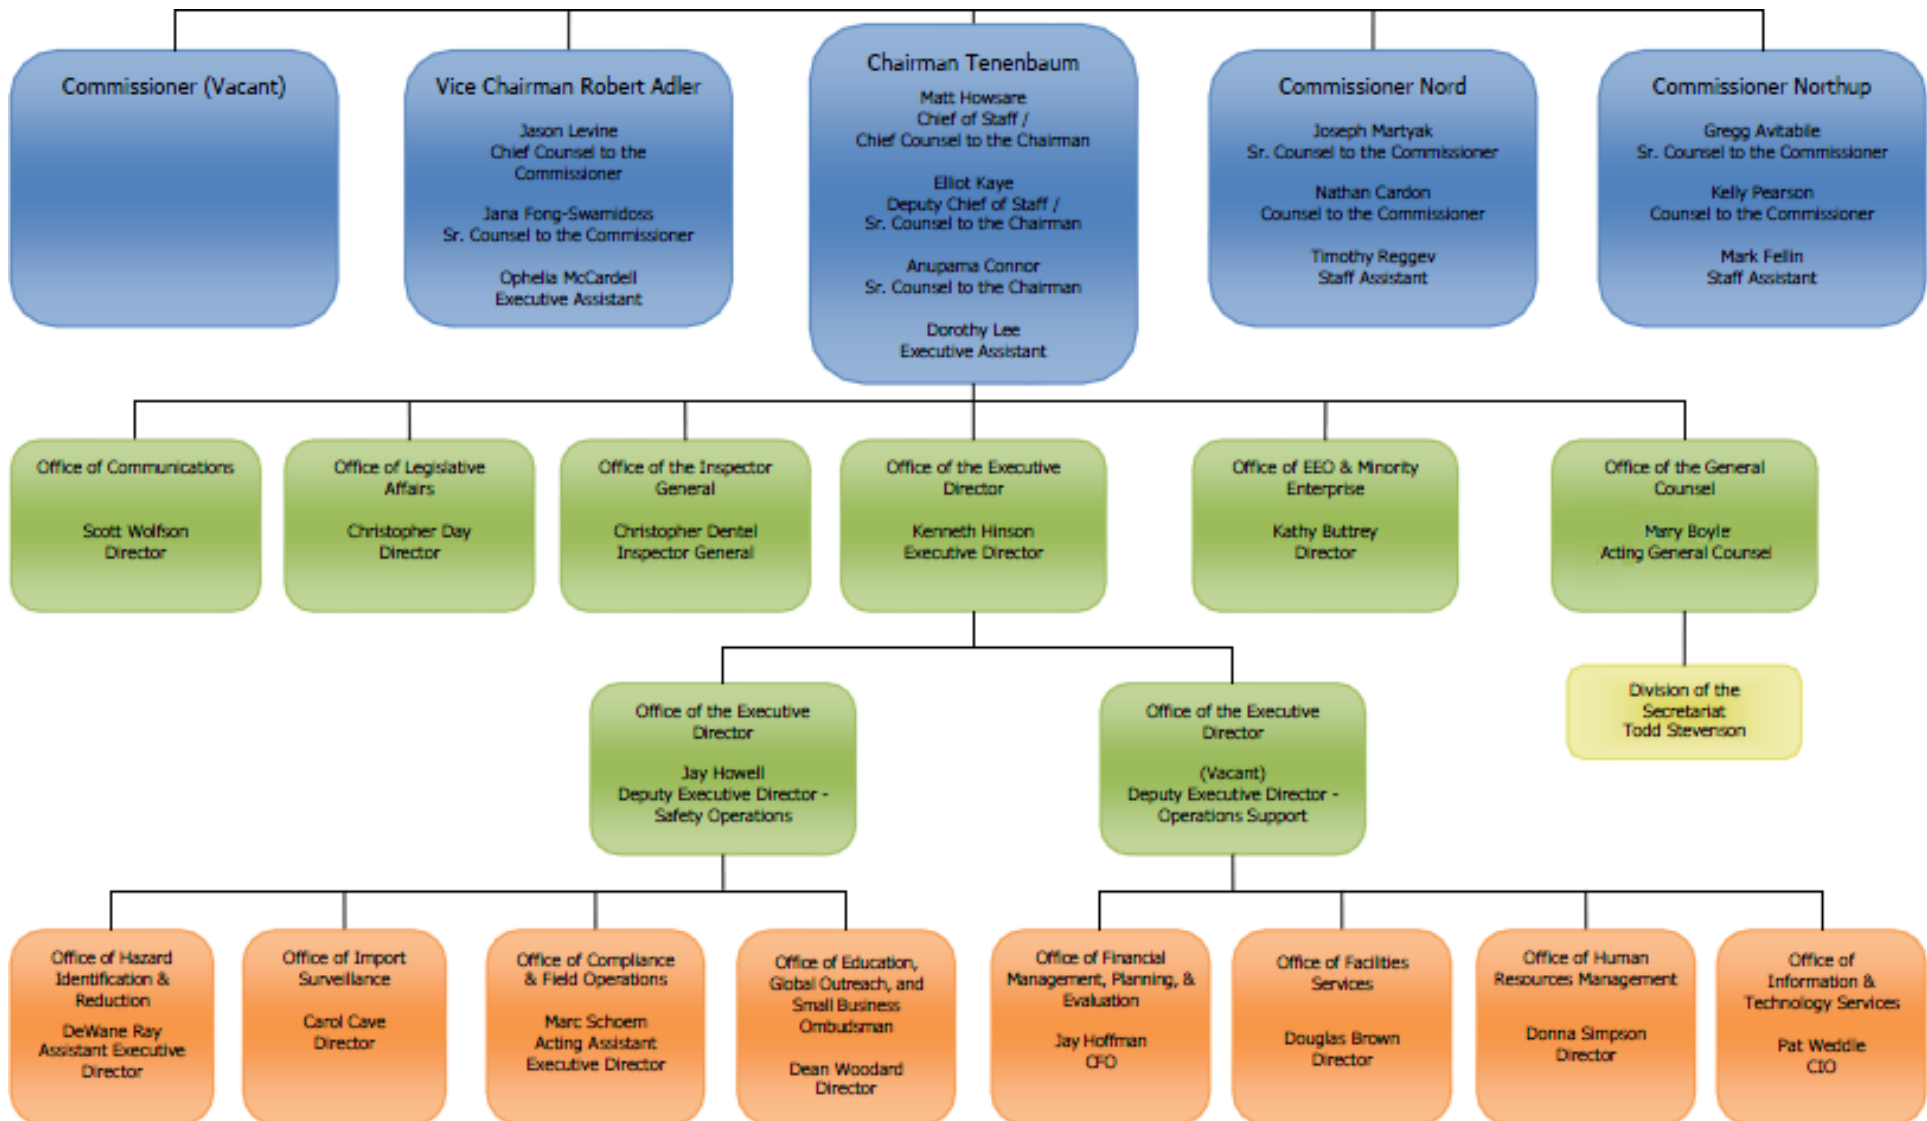 Commissioner (Vacant)
Vice Chairman Robert Adler
Jason Levine
Chief Counsel to the
Commissioner
Jana Fong-Swamidoss
Sr. Counsel to the Commissioner
Ophelia McCardell
Executive Assistant
Chairman Tenenbaum
Matt Howsare
Chief of Staff /
Chief Counsel to the Chairman
Elliot Kaye
Deputy Chief of Staff /
Sr. Counsel to the Chairman
Anupama Connor
Sr. Counsel to the Chairman
Dorothy Lee
Executive Assistant
Commissioner Nord
Joseph Martyak
Sr. Counsel to the Commissioner
Nathan Cardon
Counsel to the Commissioner
Timothy Reggev
Staff Assistant
Commissioner Northup
Gregg Avitabile
Sr. Counsel to the Commissioner
Kelly Pearson
Counsel to the Commissioner
Mark Fellin
Staff Assistant
Office of Communications
Scott Wolfson
Director
Office of Legislative
Affairs
Christopher Day
Director
Office of the Inspector
General
Christopher Dentel
Inspector General
Office of the Executive
Director
Kenneth Hinson
Executive Director
Office of EEO & Minority
Enterprise
Kathy Buttrey
Director
Office of the General
Counsel
Mary Boyle
Acting General Counsel
Division of the
Secretariat
Todd Stevenson
Office of the Executive
Director
Jay Howell
Deputy Executive Director -
Safety Operations
Office of the Executive
Director
(Vacant)
Deputy Executive Director -
Operations Support
Office of Hazard
Identification &
Reduction
DeWane Ray
Assistant Executive
Director
Office of Import
Surveillance
Carol Cave
Director
Office of Compliance
& Field Operations
Marc Schoem
Acting Assistant
Executive Director
Office of Education,
Global Outreach, and
Small Business
Ombudsman
Dean Woodard
Director
Office of Financial
Management, Planning, &
Evaluation
Jay Hoffman
CFO
Office of Facilities
Services
Douglas Brown
Director
Office of Human
Resources Management
Donna Simpson
Director
Office of
Information &
Technology Services
Pat Weddle
CIO